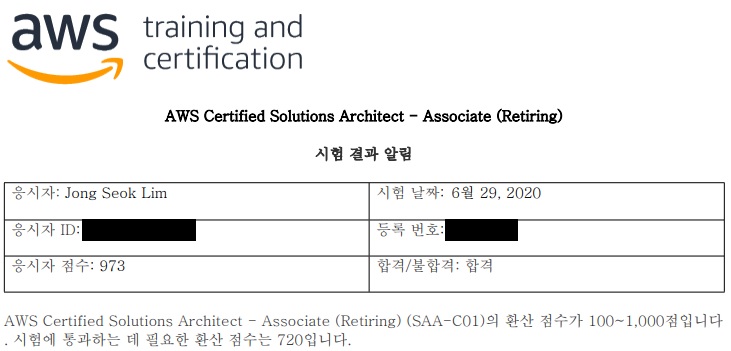 aws training and
certification
AWS Certified Solutions Architect - Associate (Retiring)
시험 결과 알림
응시자: Jong Seok Lim
시험 날짜: 6월 29, 2020
응시자 ID:
등록 번호:
응시자 점수: 973
합격/불합격: 합격
AWS Certified Solutions Architect - Associate (Retiring) (SAA-C01)의 환산 점수가 100~1,000점입니다
. 시험에 통과하는 데 필요한 환산 점수는 720입니다.